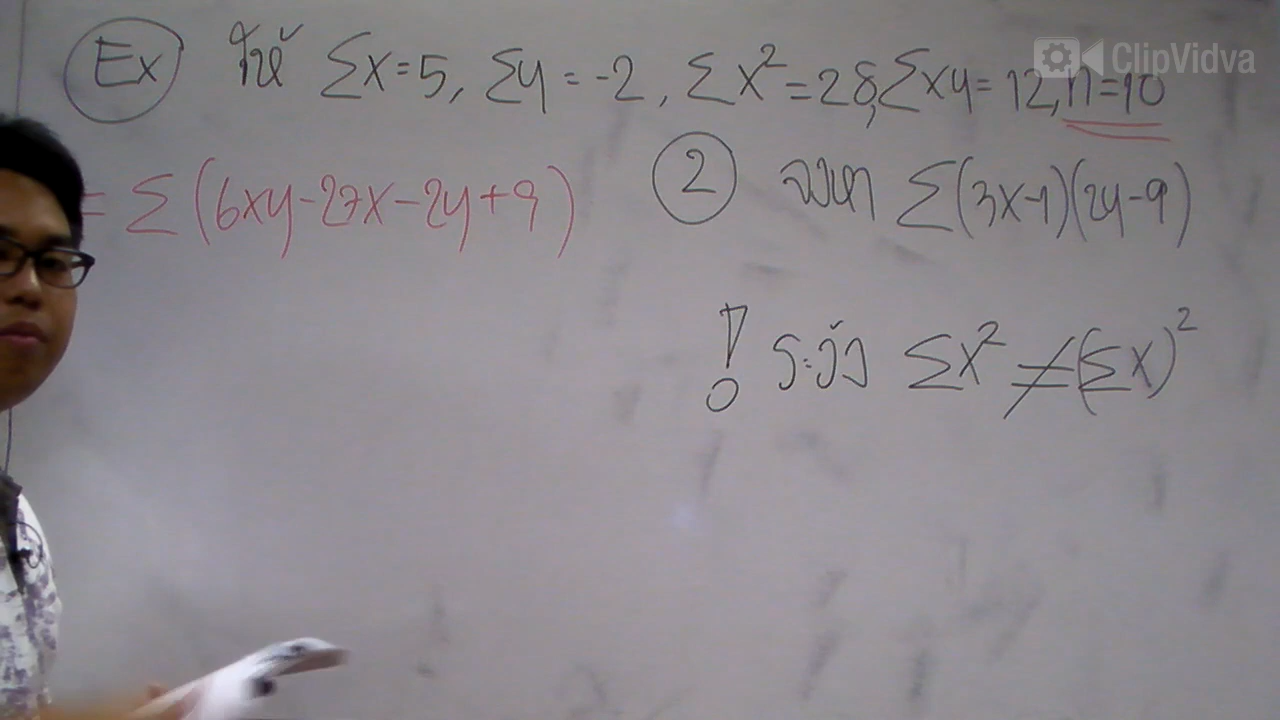 ClipVidva
Ex ให้ Σx=5, Σy=-2, Σx²=28, Σxy=12, n=10
= Σ(6xy-27x-2y+9)
2 จงหา Σ(3x-1)(2y-9)
! ระวัง Σx² ≠ (Σx)²